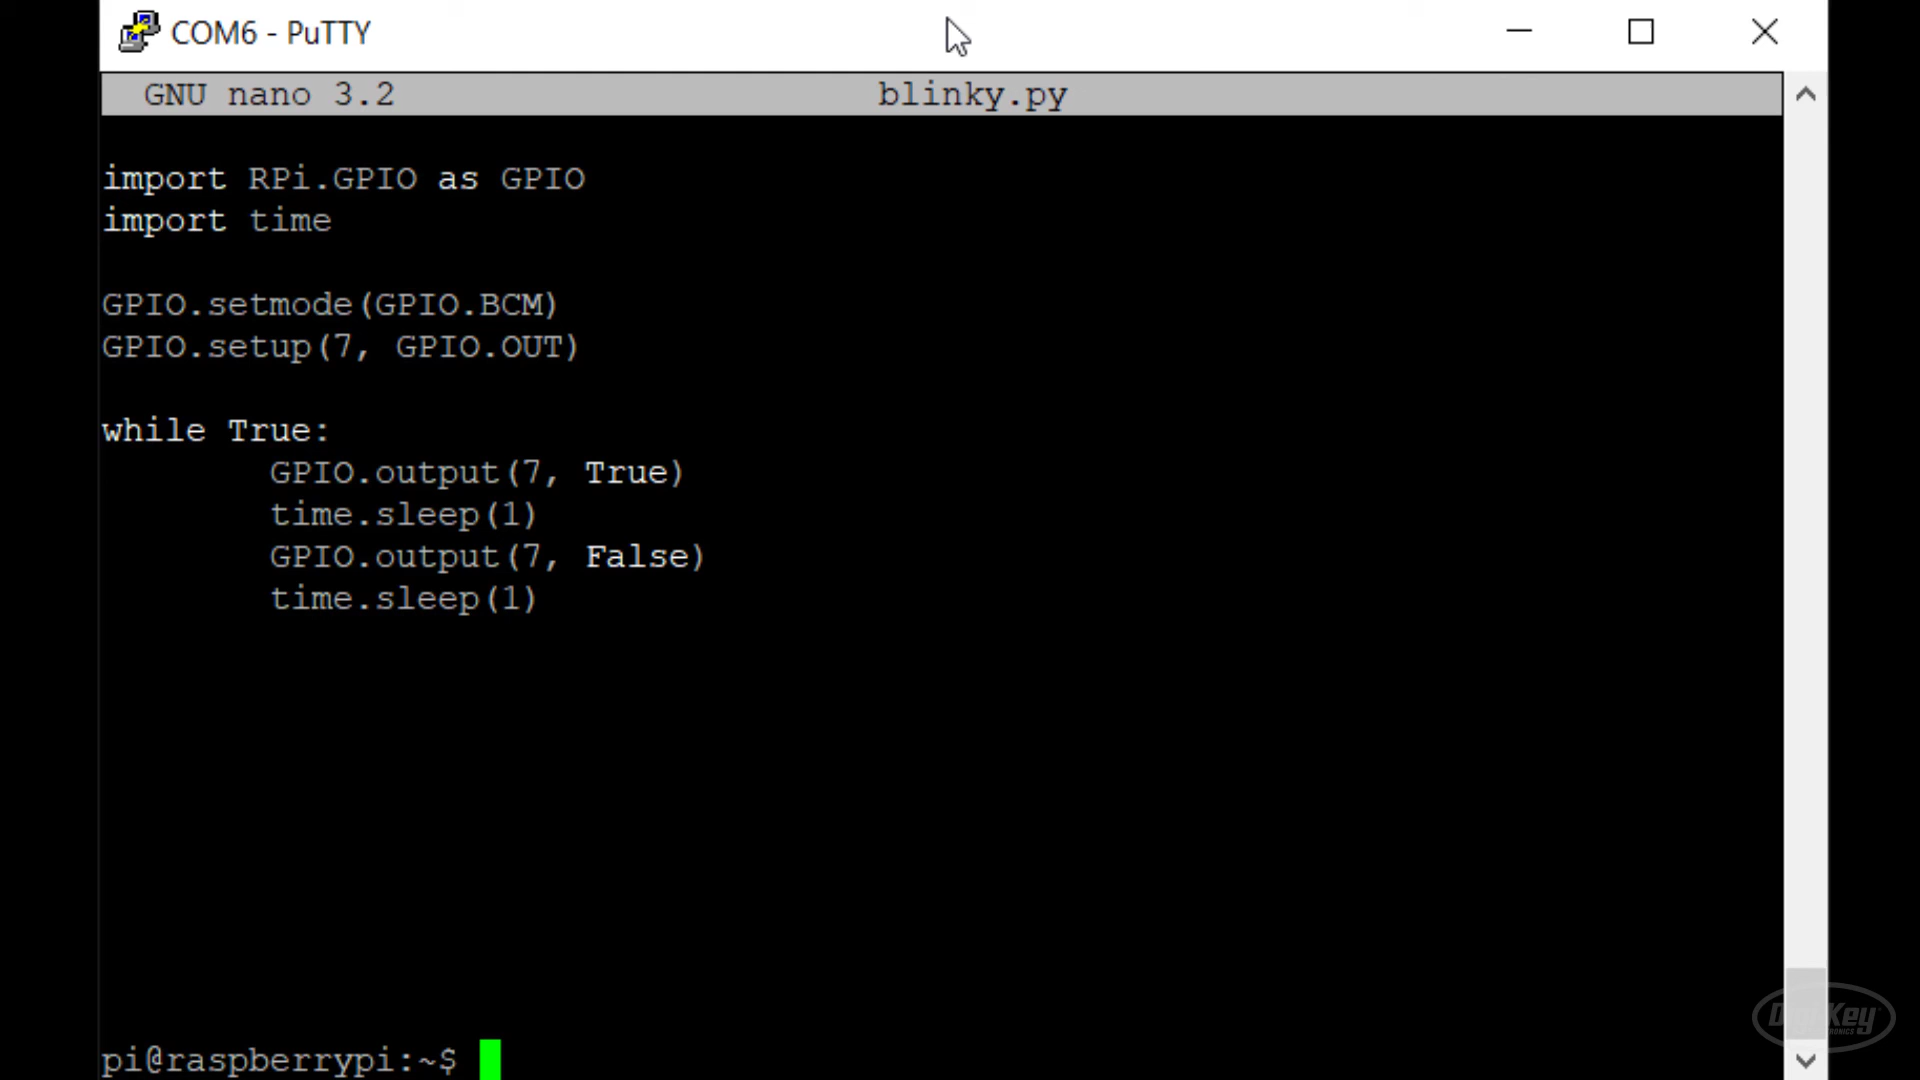 COM6 - PuTTY
GNU nano 3.2 blinky.py
import RPi.GPIO as GPIO
import time
GPIO.setmode(GPIO.BCM)
GPIO.setup(7, GPIO.OUT)
while True:
GPIO.output(7, True)
time.sleep(1)
GPIO.output(7, False)
time.sleep(1)
pi@raspberrypi:~$